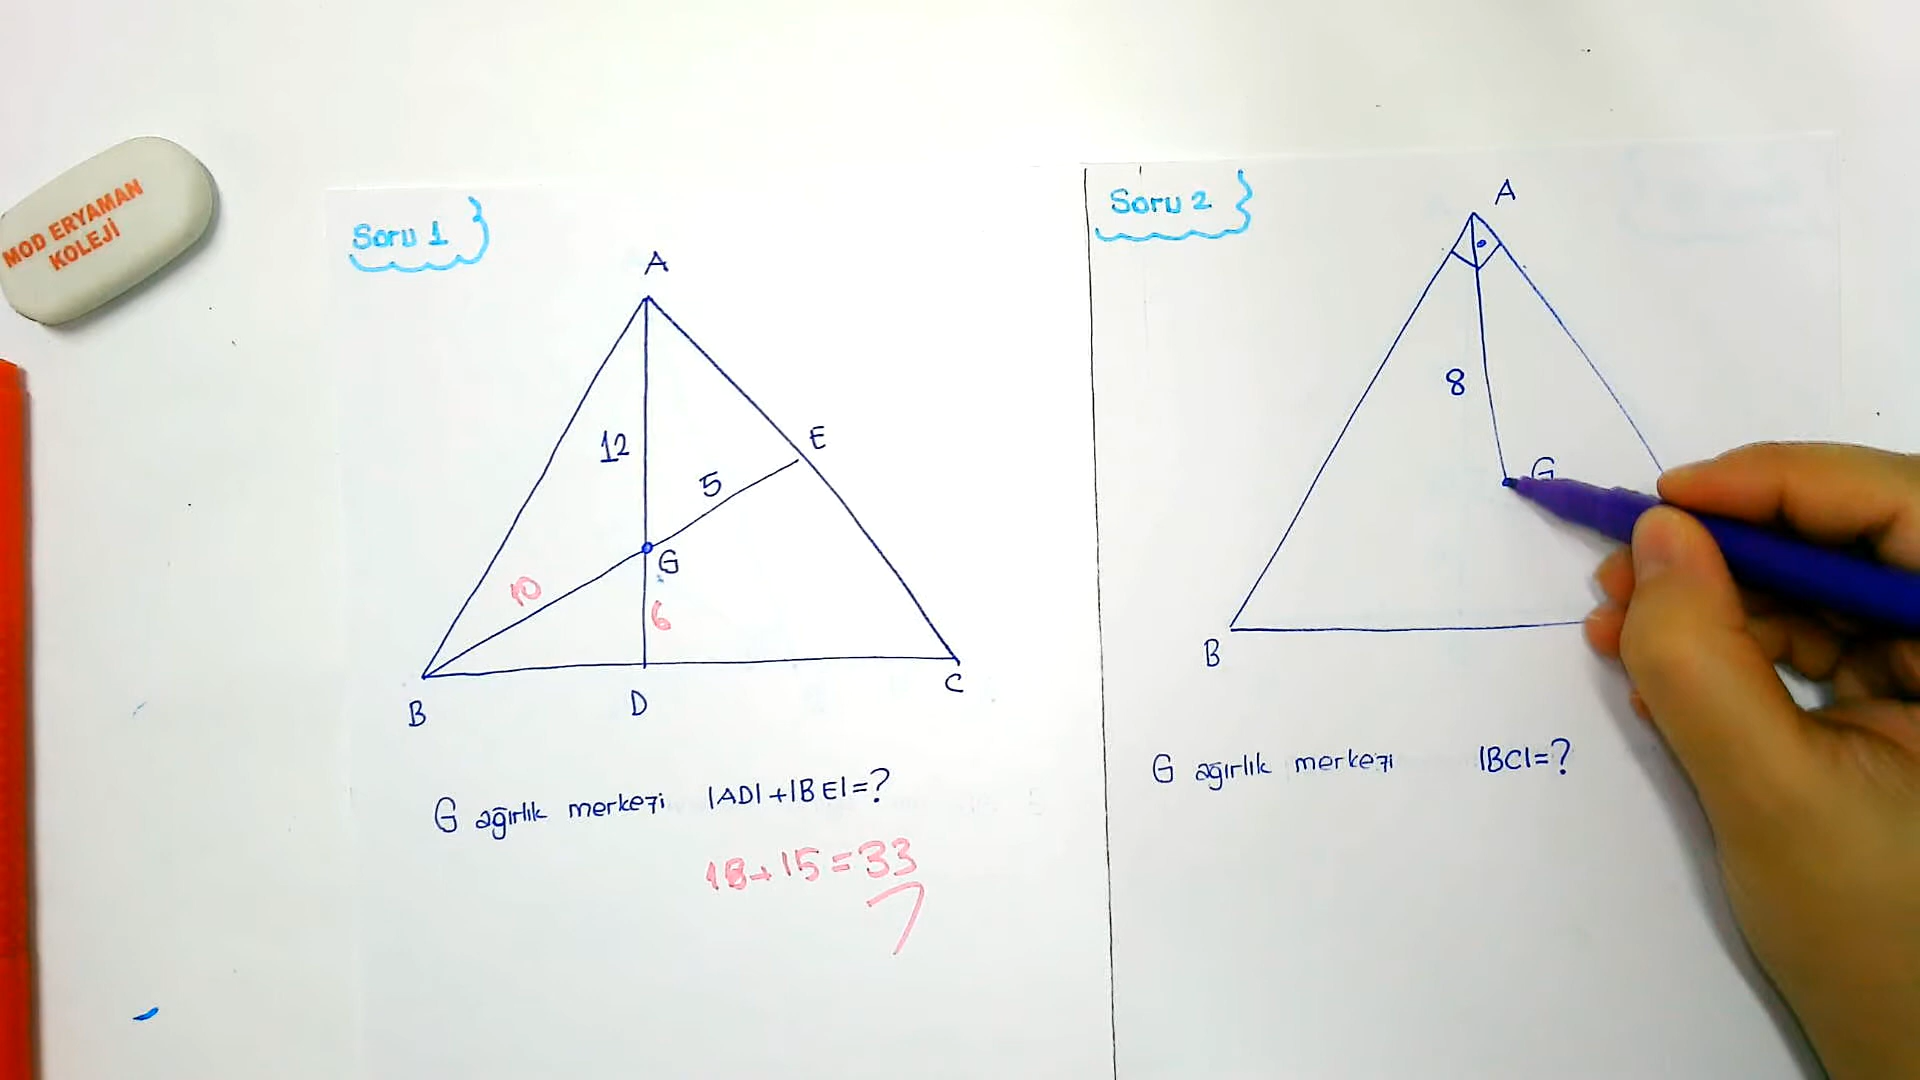 MOD ERYAMAN
KOLEJİ
Soru 1
A
12
E
5
G
10
6
B
D
C
G ağırlık merkezi |AD|+|BE|=?
18+15=33
Soru 2
A
8
G
B
G ağırlık merkezi |BC|=?